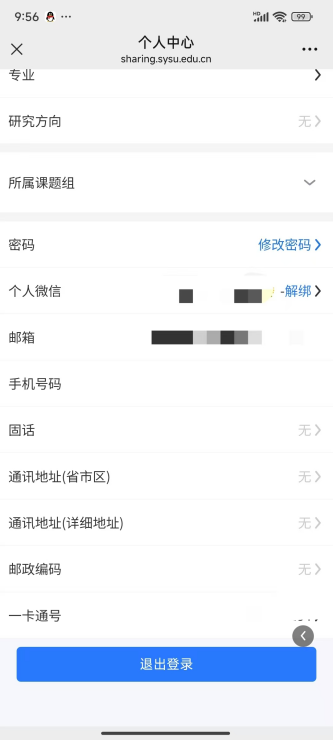 9:56
HD
99
个人中心
sharing.sysu.edu.cn
专业
研究方向 无
所属课题组
密码 修改密码
个人微信 -解绑
邮箱
手机号码
固话 无
通讯地址(省市区) 无
通讯地址(详细地址) 无
邮政编码 无
一卡通号
退出登录